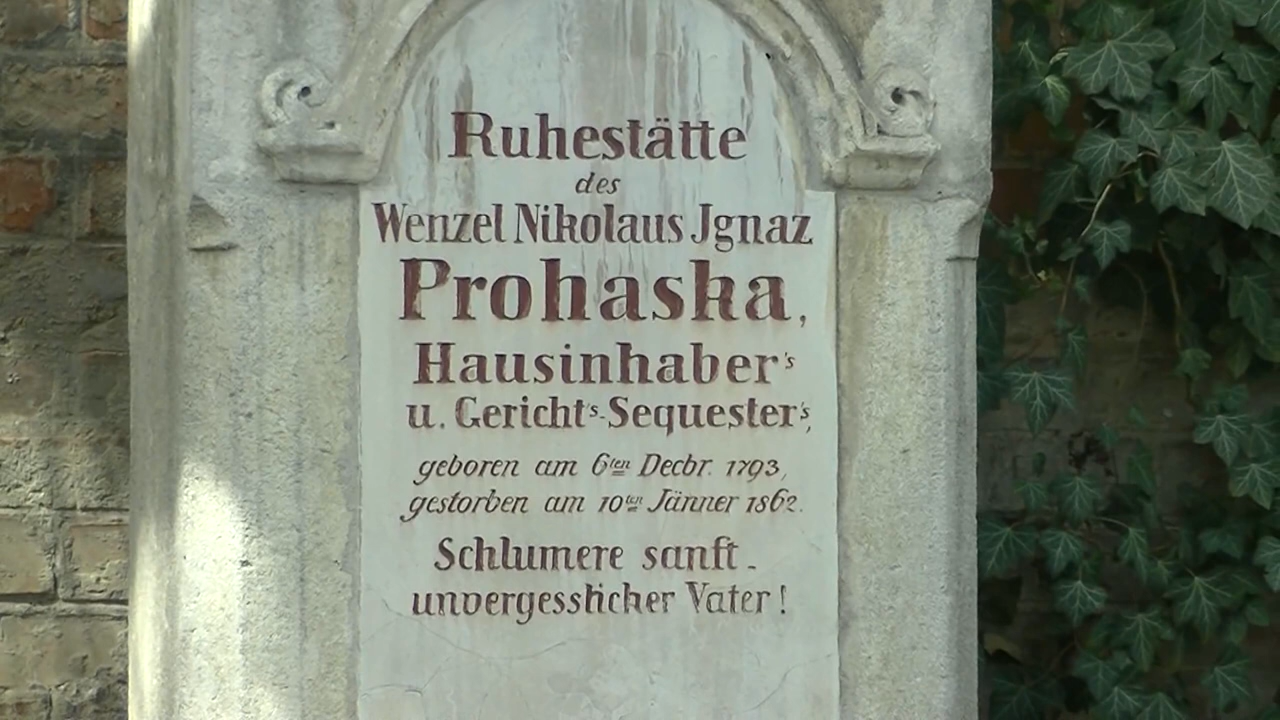 Ruhestätte
des
Wenzel Nikolaus Jgnaz
Prohaska,
Hausinhaber's
u. Gericht's-Sequester's,
geboren am 6ten Decbr. 1793,
gestorben am 10ten Jänner 1862.
Schlumere sanft -
unvergesslicher Vater!